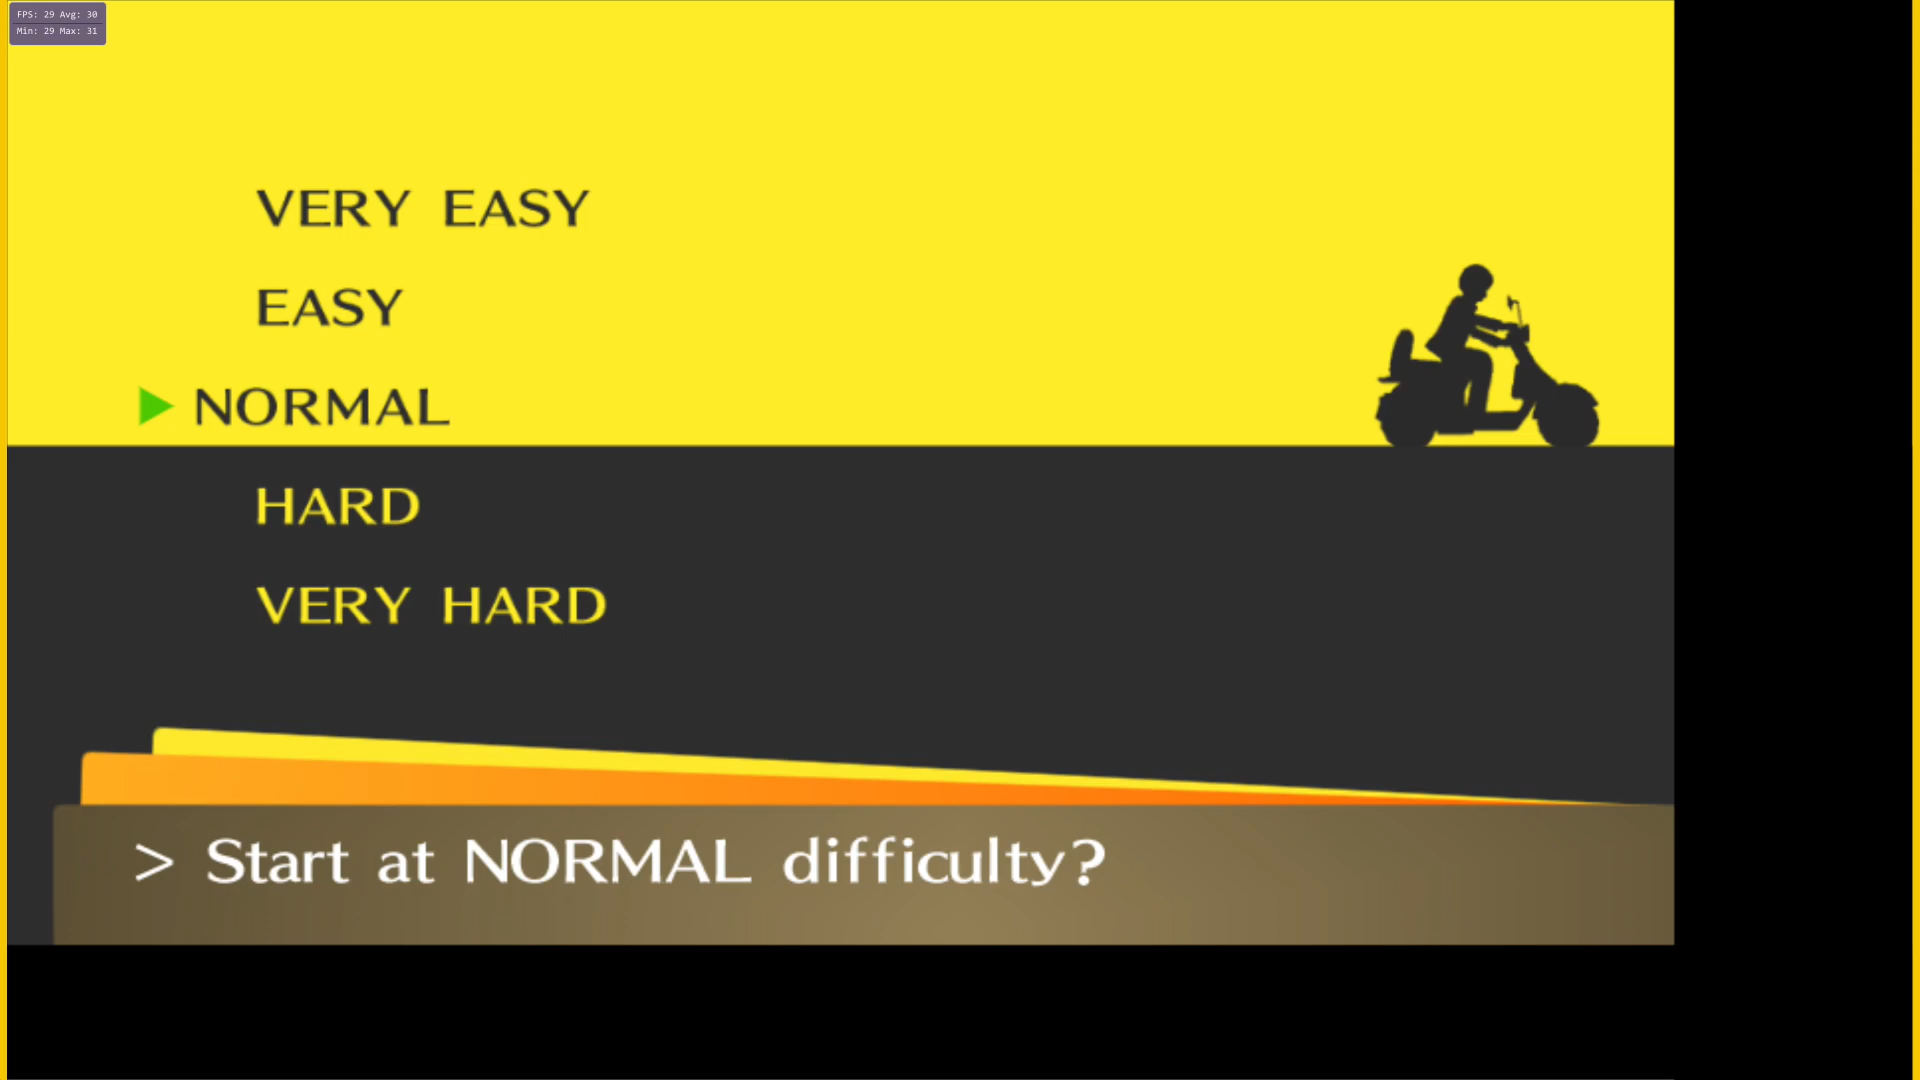 FPS: 29 Avg: 30
Min: 29 Max: 31
VERY EASY
EASY
NORMAL
HARD
VERY HARD
> Start at NORMAL difficulty?